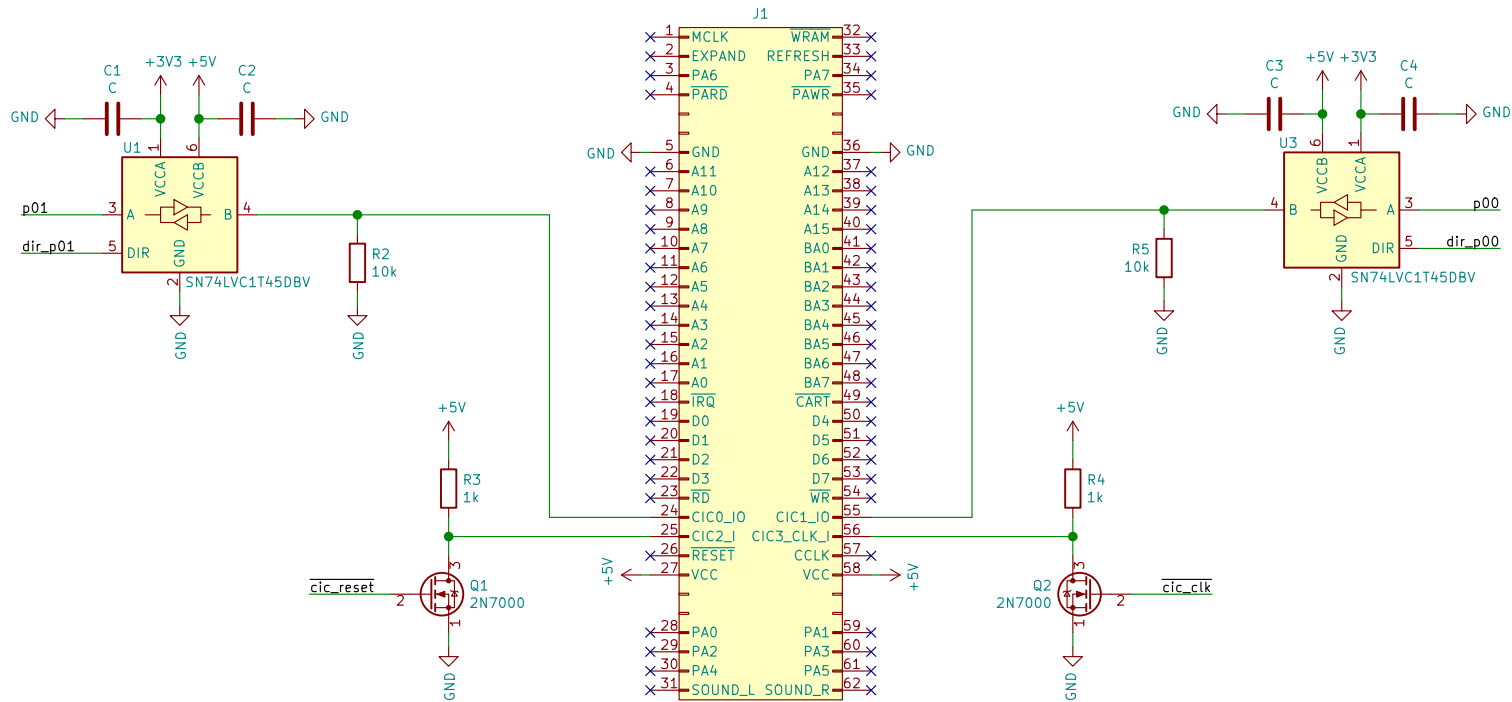 J1
1 MCLK
2 EXPAND
3 PA6
4 PARD
5 GND
GND
6 A11
7 A10
8 A9
9 A8
10 A7
11 A6
12 A5
13 A4
14 A3
15 A2
16 A1
17 A0
18 IRQ
19 D0
20 D1
21 D2
22 D3
23 RD
24 CIC0_IO
25 CIC2_I
26 RESET
27 VCC
+5V
28 PA0
29 PA2
30 PA4
31 SOUND_L
WRAM 32
REFRESH 33
PA7 34
PAWR 35
GND 36
GND
A12 37
A13 38
A14 39
A15 40
BA0 41
BA1 42
BA2 43
BA3 44
BA4 45
BA5 46
BA6 47
BA7 48
CART 49
D4 50
D5 51
D6 52
D7 53
WR 54
CIC1_IO 55
CIC3_CLK_I 56
CCLK 57
VCC 58
+5V
PA1 59
PA3 60
PA5 61
SOUND_R 62
+3V3 +5V
C1
C
C2
C
GND
GND
U1
1 6
VCCA VCCB
p01 3 A B 4
dir_p01 5 DIR
GND
2
SN74LVC1T45DBV
GND
R2
10k
GND
+5V
R3
1k
3
cic_reset
2
Q1
2N7000
1
GND
+5V +3V3
C3
C
C4
C
GND
GND
U3
6 1
VCCB VCCA
4 B A 3 p00
DIR 5 dir_p00
GND
2
SN74LVC1T45DBV
GND
R5
10k
GND
+5V
R4
1k
3
cic_clk
2
Q2
2N7000
1
GND